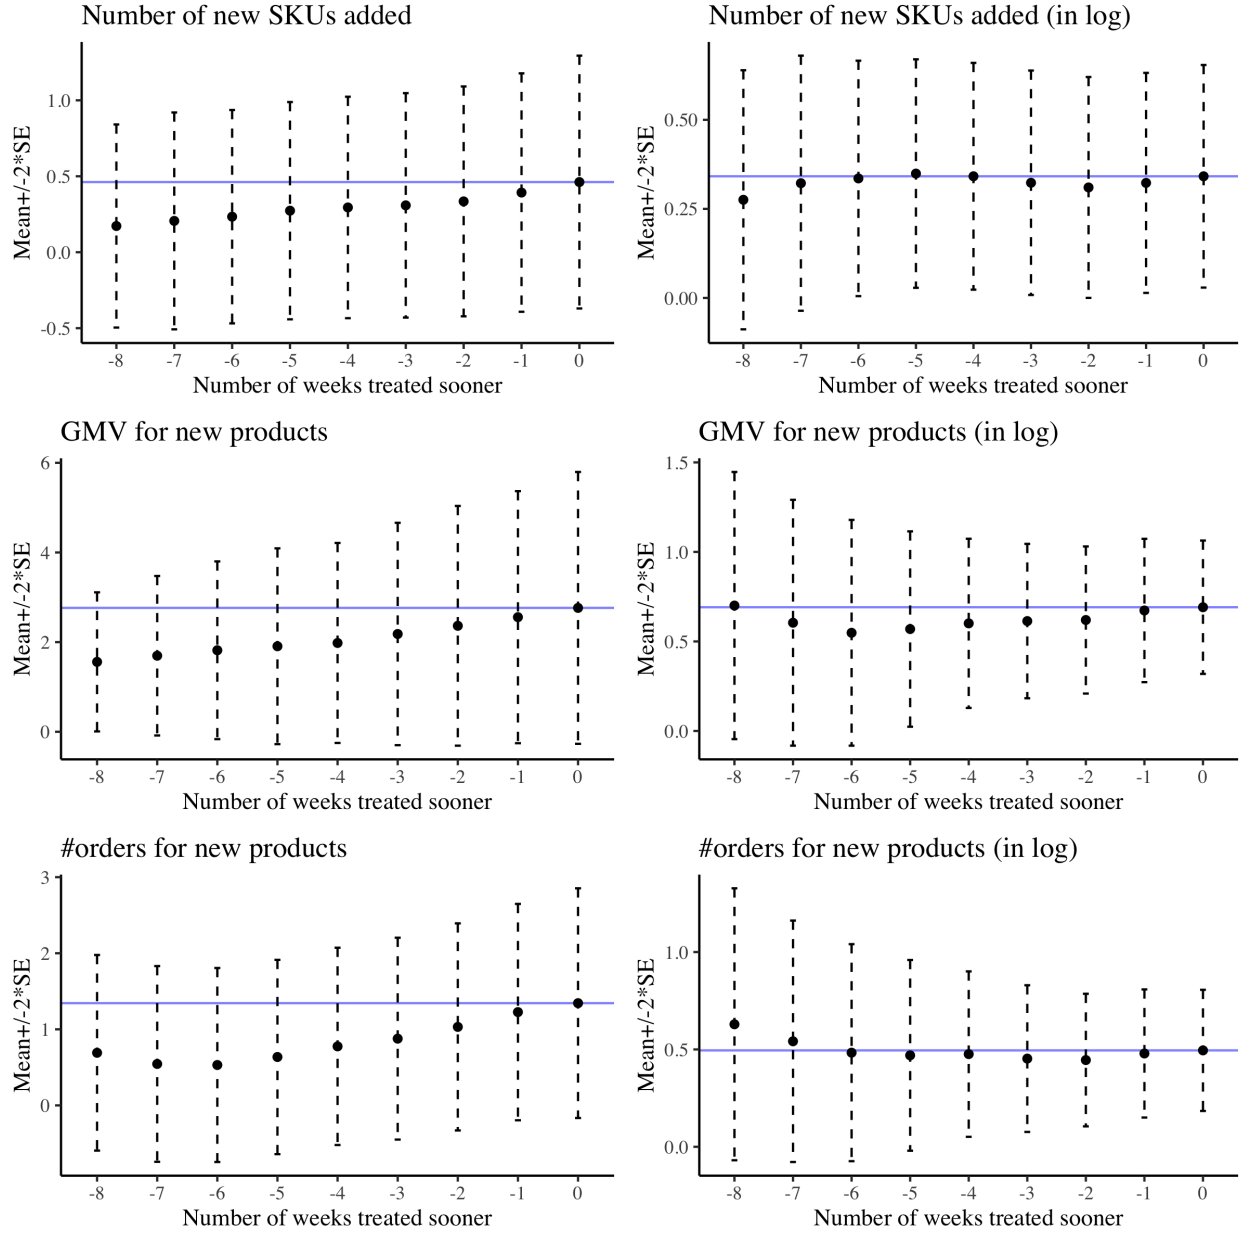 Number of new SKUs added
Mean+/-2*SE
1.0
0.5
0.0
-0.5
-8 -7 -6 -5 -4 -3 -2 -1 0
Number of weeks treated sooner
Number of new SKUs added (in log)
Mean+/-2*SE
0.50
0.25
0.00
-8 -7 -6 -5 -4 -3 -2 -1 0
Number of weeks treated sooner
GMV for new products
Mean+/-2*SE
6
4
2
0
-8 -7 -6 -5 -4 -3 -2 -1 0
Number of weeks treated sooner
GMV for new products (in log)
Mean+/-2*SE
1.5
1.0
0.5
0.0
-8 -7 -6 -5 -4 -3 -2 -1 0
Number of weeks treated sooner
#orders for new products
Mean+/-2*SE
3
2
1
0
-8 -7 -6 -5 -4 -3 -2 -1 0
Number of weeks treated sooner
#orders for new products (in log)
Mean+/-2*SE
1.0
0.5
0.0
-8 -7 -6 -5 -4 -3 -2 -1 0
Number of weeks treated sooner